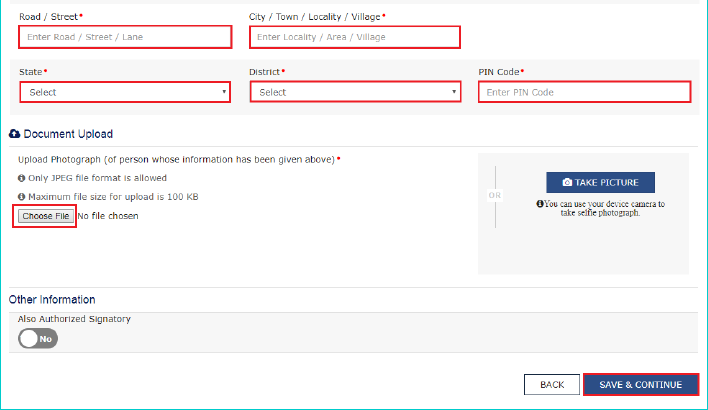 Road / Street•
City / Town / Locality / Village•
Enter Road / Street / Lane
Enter Locality / Area / Village
State•
District•
PIN Code•
Select
Select
Enter PIN Code
Document Upload
Upload Photograph (of person whose information has been given above)•
Only JPEG file format is allowed
Maximum file size for upload is 100 KB
Choose File No file chosen
OR
TAKE PICTURE
You can use your device camera to
take selfie photograph.
Other Information
Also Authorized Signatory
No
BACK
SAVE & CONTINUE